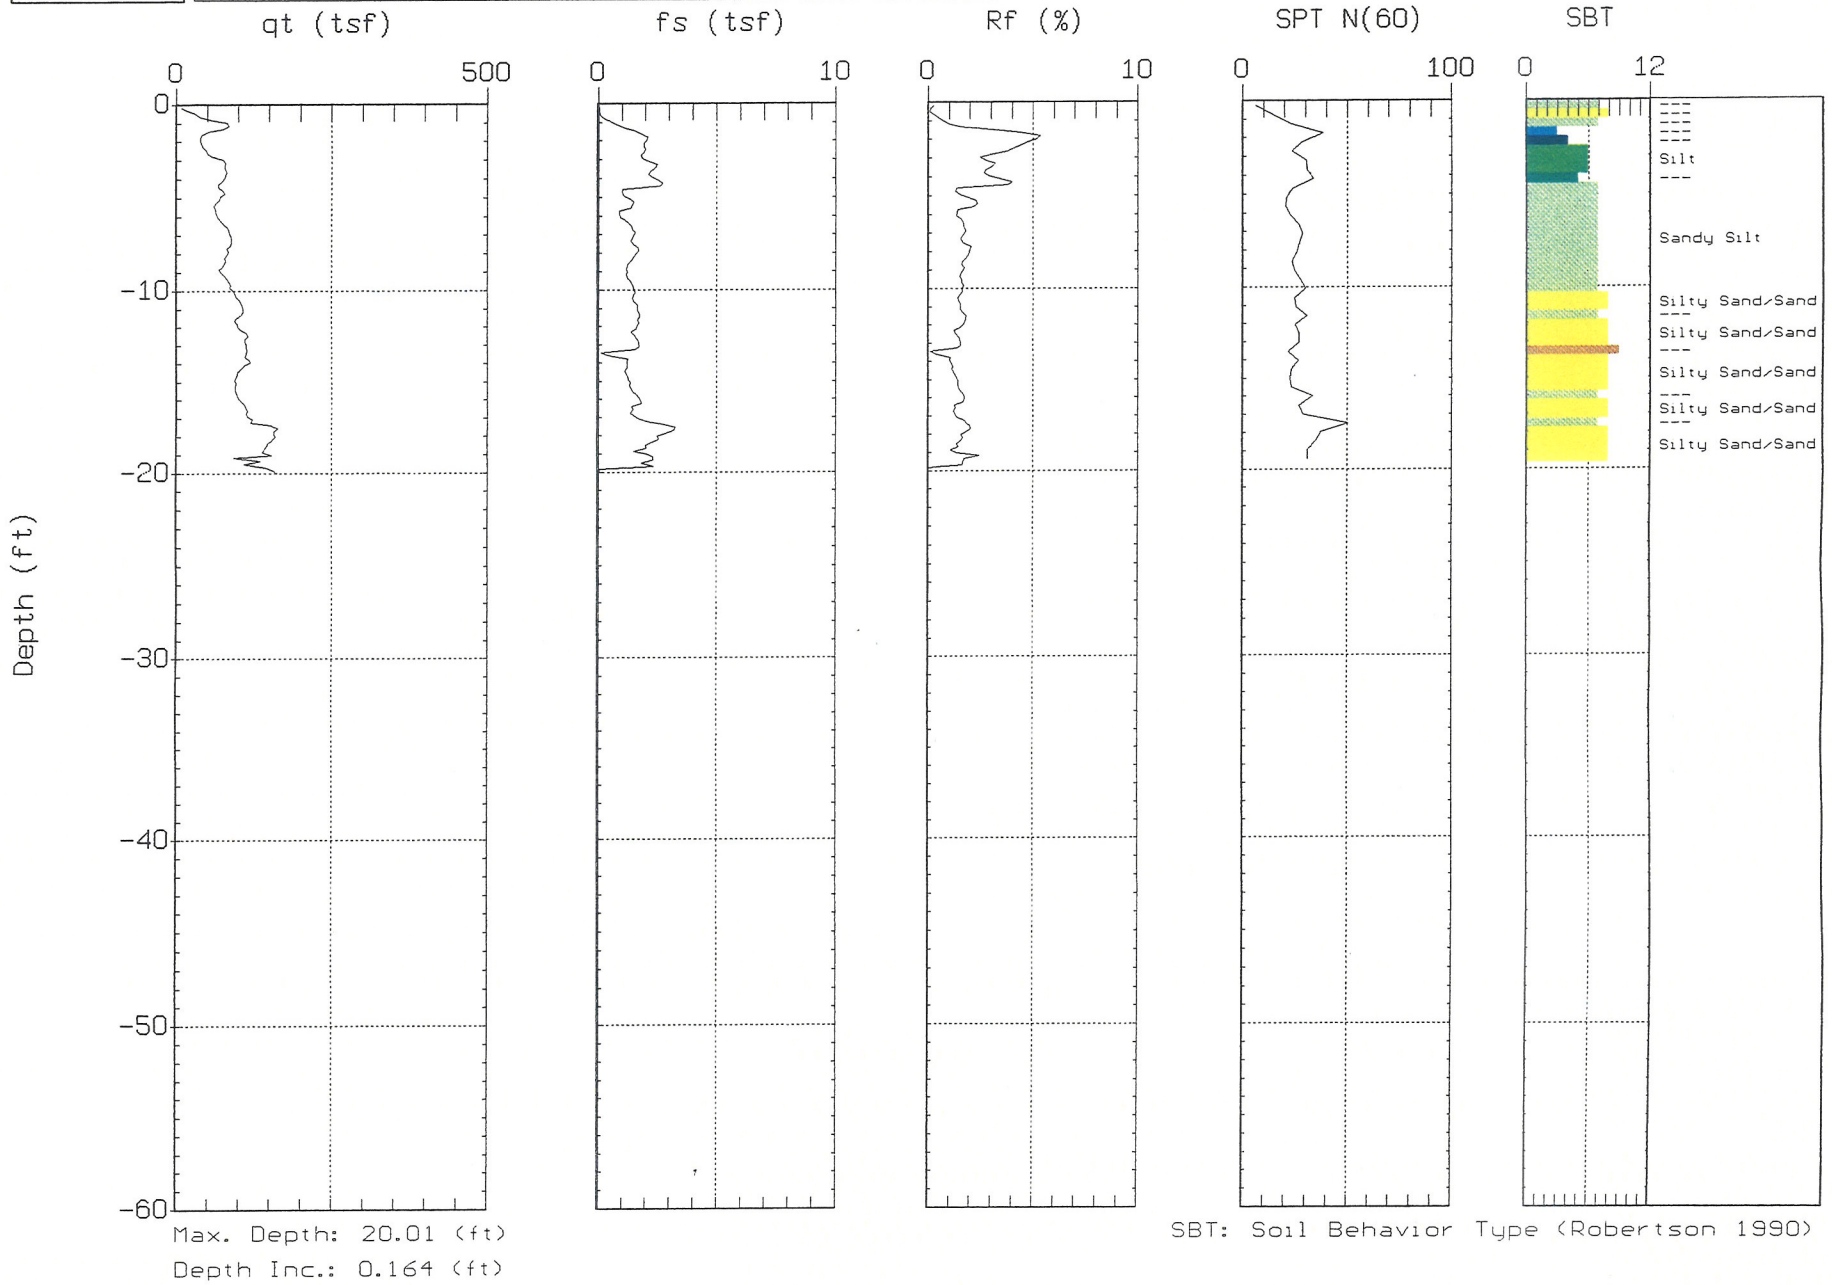 qt (tsf) fs (tsf) Rf (%) SPT N(60) SBT
0 500 0 10 0 10 0 100 0 12
0
-10
-20
-30
-40
-50
-60
Depth (ft)
---
---
---
---
---
Silt
---
Sandy Silt
Silty Sand/Sand
---
Silty Sand/Sand
---
Silty Sand/Sand
---
Silty Sand/Sand
---
Silty Sand/Sand
Max. Depth: 20.01 (ft)
Depth Inc.: 0.164 (ft)
SBT: Soil Behavior Type (Robertson 1990)